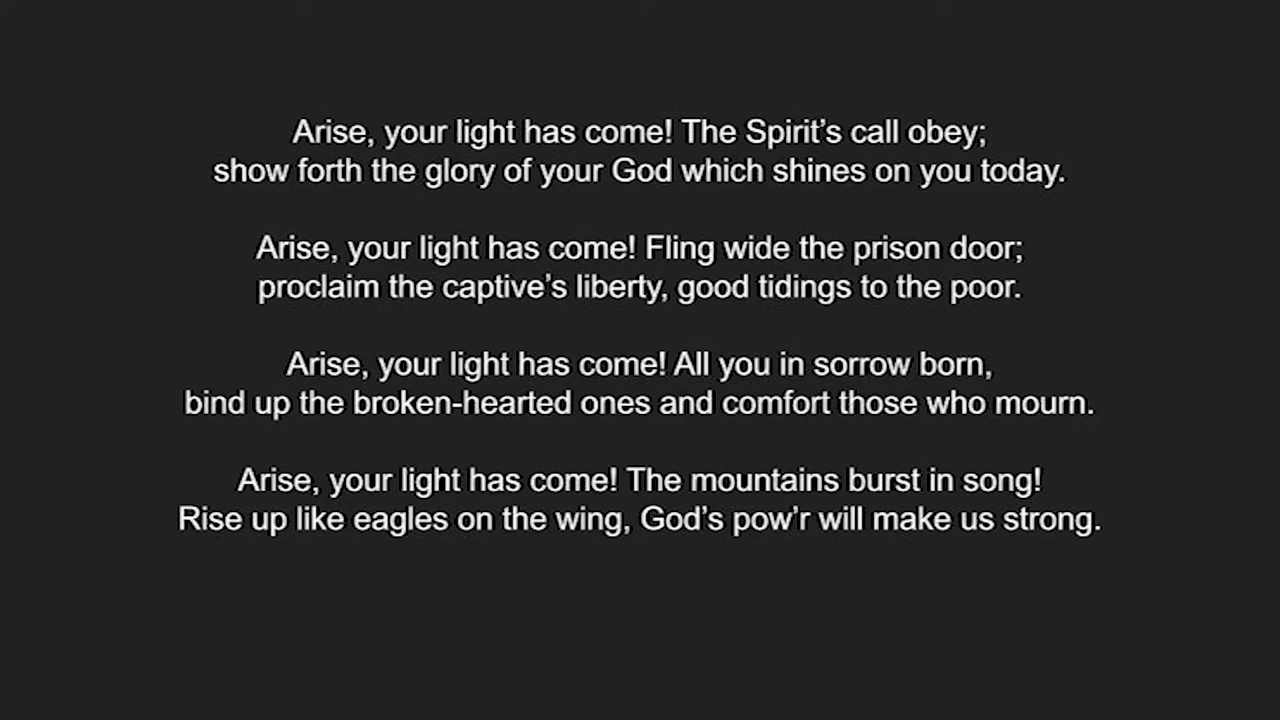 Arise, your light has come! The Spirit’s call obey;
show forth the glory of your God which shines on you today.
Arise, your light has come! Fling wide the prison door;
proclaim the captive’s liberty, good tidings to the poor.
Arise, your light has come! All you in sorrow born,
bind up the broken-hearted ones and comfort those who mourn.
Arise, your light has come! The mountains burst in song!
Rise up like eagles on the wing, God’s pow’r will make us strong.